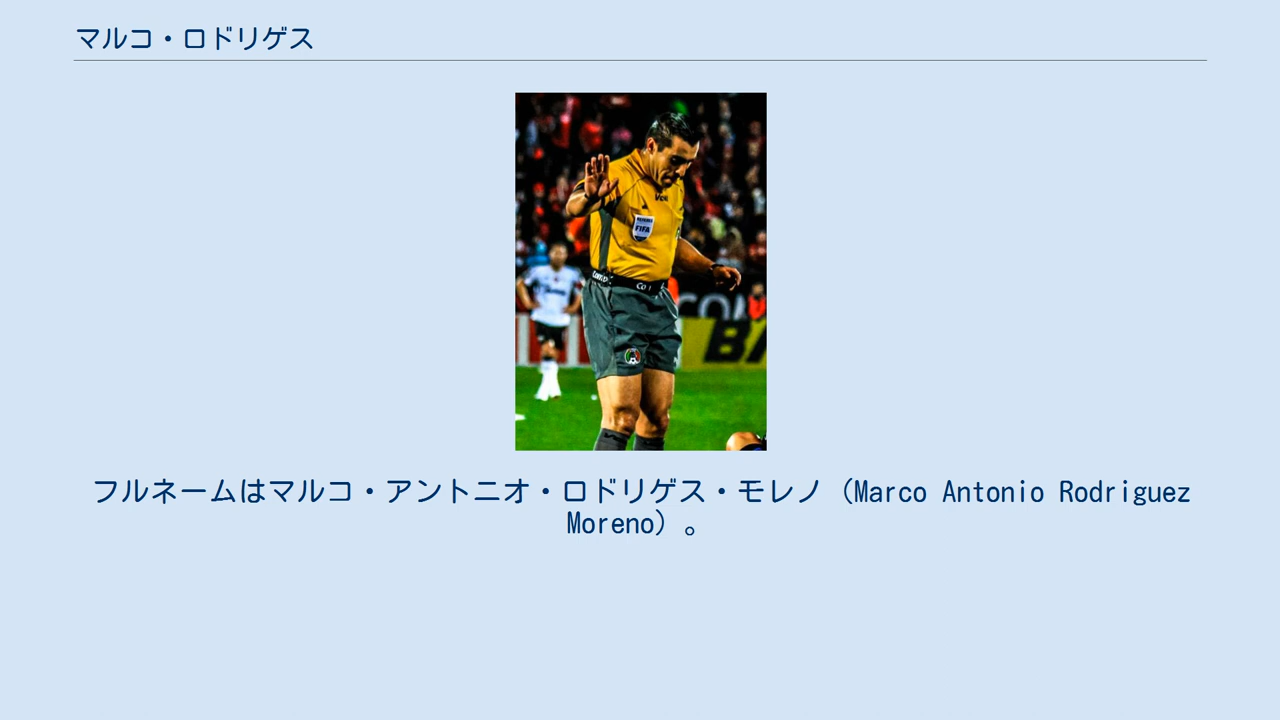 マルコ・ロドリゲス
FIFA
フルネームはマルコ・アントニオ・ロドリゲス・モレノ（Marco Antonio Rodriguez
Moreno）。